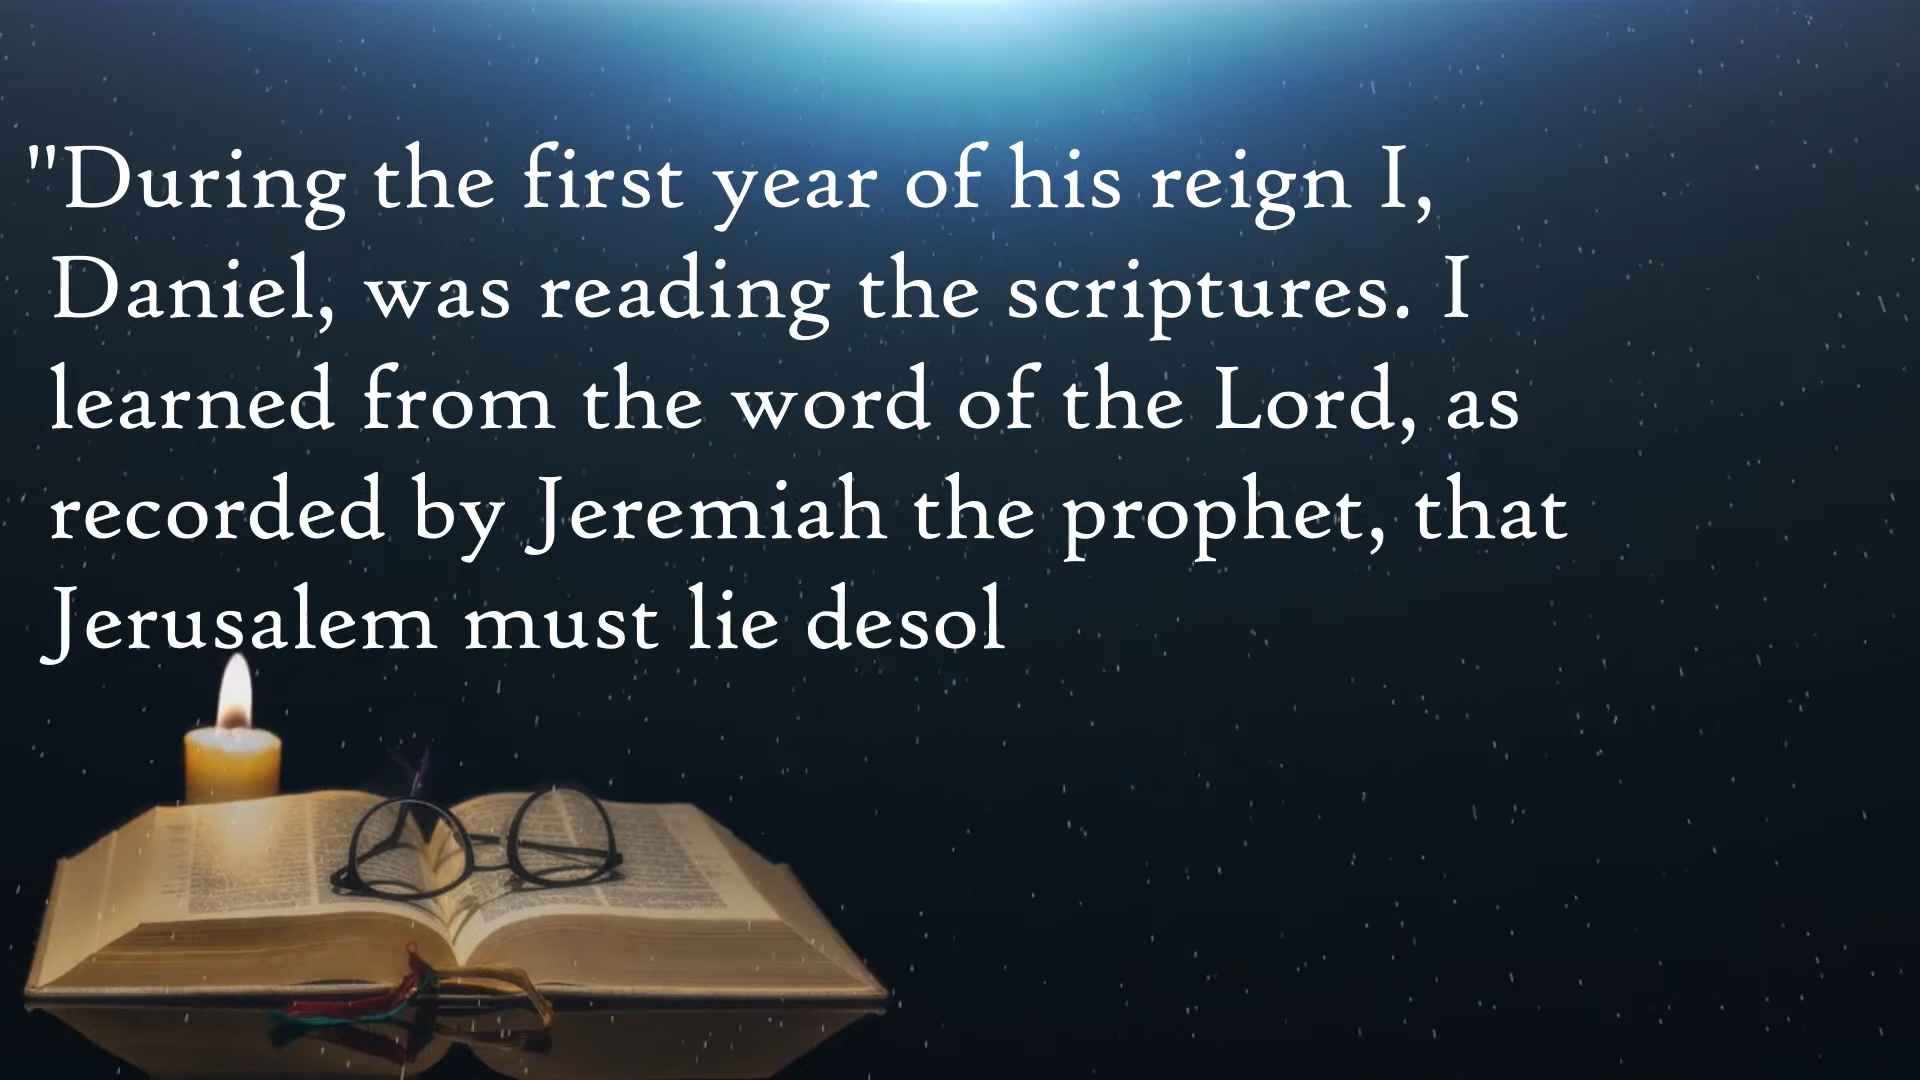 "During the first year of his reign I,
Daniel, was reading the scriptures. I
learned from the word of the Lord, as
recorded by Jeremiah the prophet, that
Jerusalem must lie desol